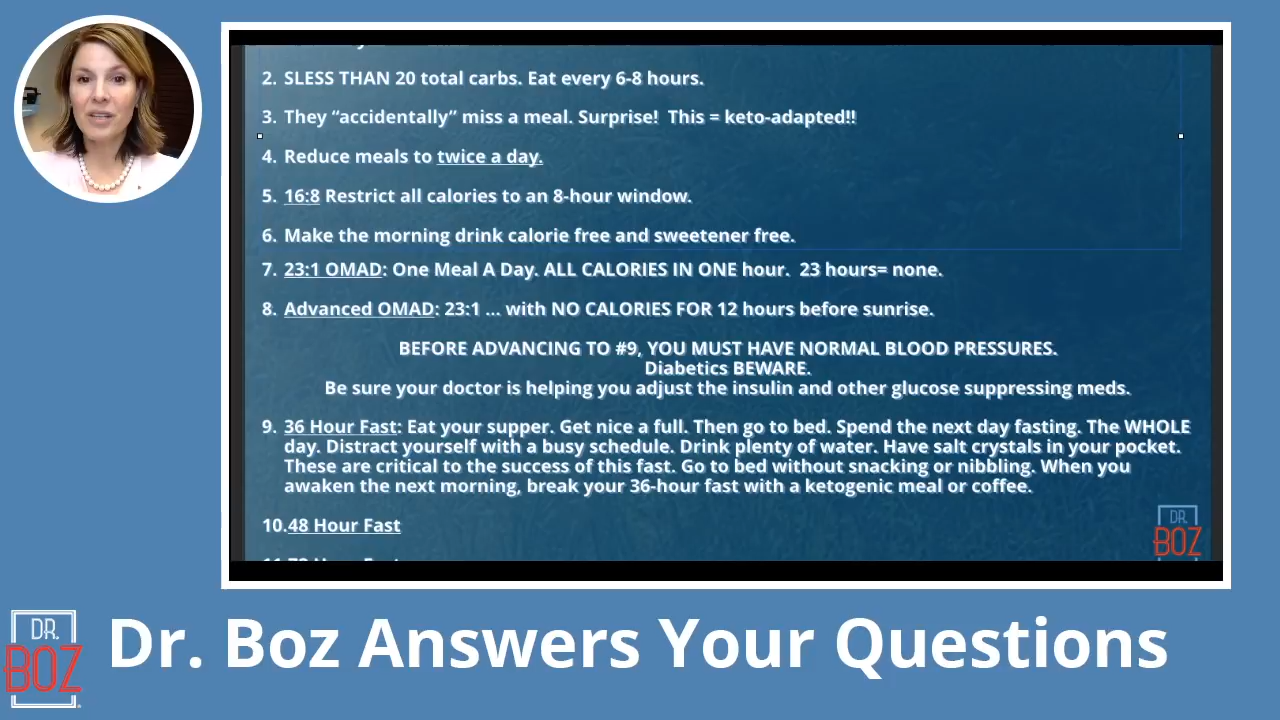 2. SLESS THAN 20 total carbs. Eat every 6-8 hours.
3. They “accidentally” miss a meal. Surprise! This = keto-adapted!!
4. Reduce meals to twice a day.
5. 16:8 Restrict all calories to an 8-hour window.
6. Make the morning drink calorie free and sweetener free.
7. 23:1 OMAD: One Meal A Day. ALL CALORIES IN ONE hour. 23 hours= none.
8. Advanced OMAD: 23:1 ... with NO CALORIES FOR 12 hours before sunrise.
BEFORE ADVANCING TO #9, YOU MUST HAVE NORMAL BLOOD PRESSURES.
Diabetics BEWARE.
Be sure your doctor is helping you adjust the insulin and other glucose suppressing meds.
9. 36 Hour Fast: Eat your supper. Get nice a full. Then go to bed. Spend the next day fasting. The WHOLE
day. Distract yourself with a busy schedule. Drink plenty of water. Have salt crystals in your pocket.
These are critical to the success of this fast. Go to bed without snacking or nibbling. When you
awaken the next morning, break your 36-hour fast with a ketogenic meal or coffee.
10.48 Hour Fast
DR.
BOZ
DR.
BOZ
Dr. Boz Answers Your Questions